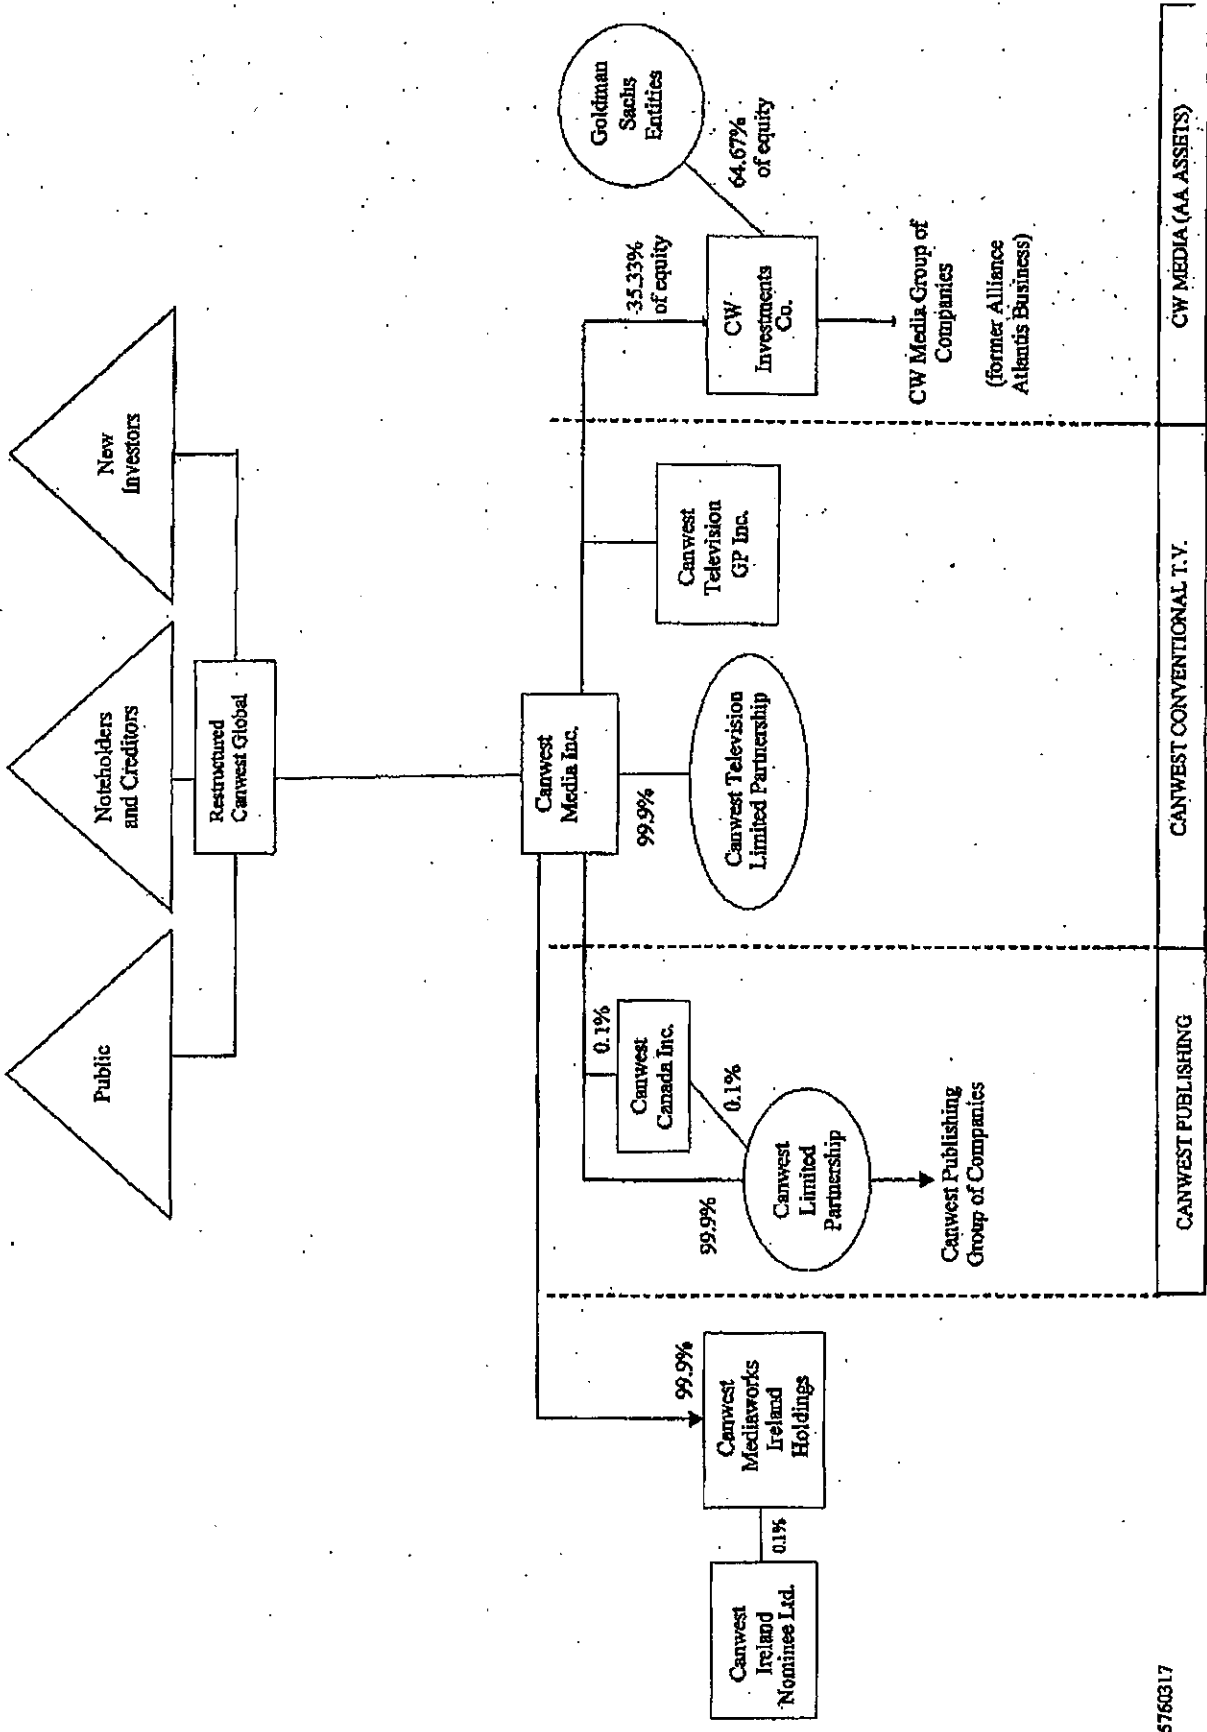 Public
Noteholders
and Creditors
New
Investors
Restructured
Canwest Global
Canwest
Media Inc.
99.9%
Canwest
Ireland
Nominee Ltd.
0.1%
Canwest
Mediaworks
Ireland
Holdings
99.9%
0.1%
Canwest
Canada Inc.
0.1%
Canwest
Limited
Partnership
Canwest Publishing
Group of Companies
99.9%
Canwest Television
Limited Partnership
Canwest
Television
GP Inc.
35.33%
of equity
CW
Investments
Co.
64.67%
of equity
Goldman
Sachs
Entities
CW Media Group of
Companies
(former Alliance
Atlantis Business)
CANWEST PUBLISHING
CANWEST CONVENTIONAL T.V.
CW MEDIA (AA ASSETS)
5760317